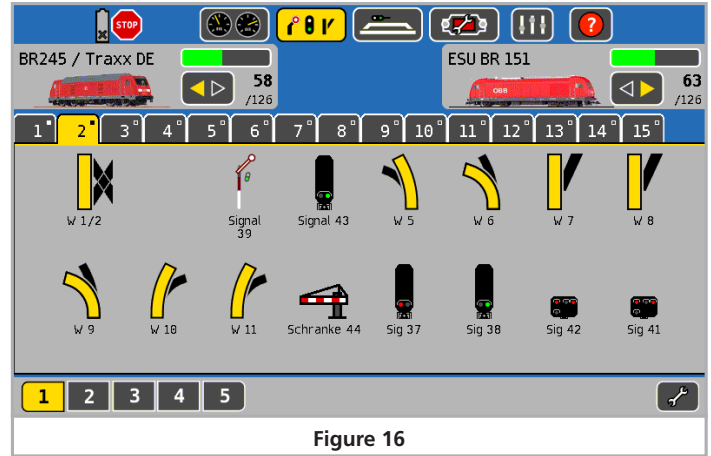 STOP
?
BR245 / Traxx DE
58
/126
ESU BR 151
ÖBB
63
/126
1 2 3 4 5 6 7 8 9 10 11 12 13 14 15
W 1/2
Signal 39
Signal 43
W 5
W 6
W 7
W 8
W 9
W 10
W 11
Schranke 44
Sig 37
Sig 38
Sig 42
Sig 41
1 2 3 4 5
Figure 16